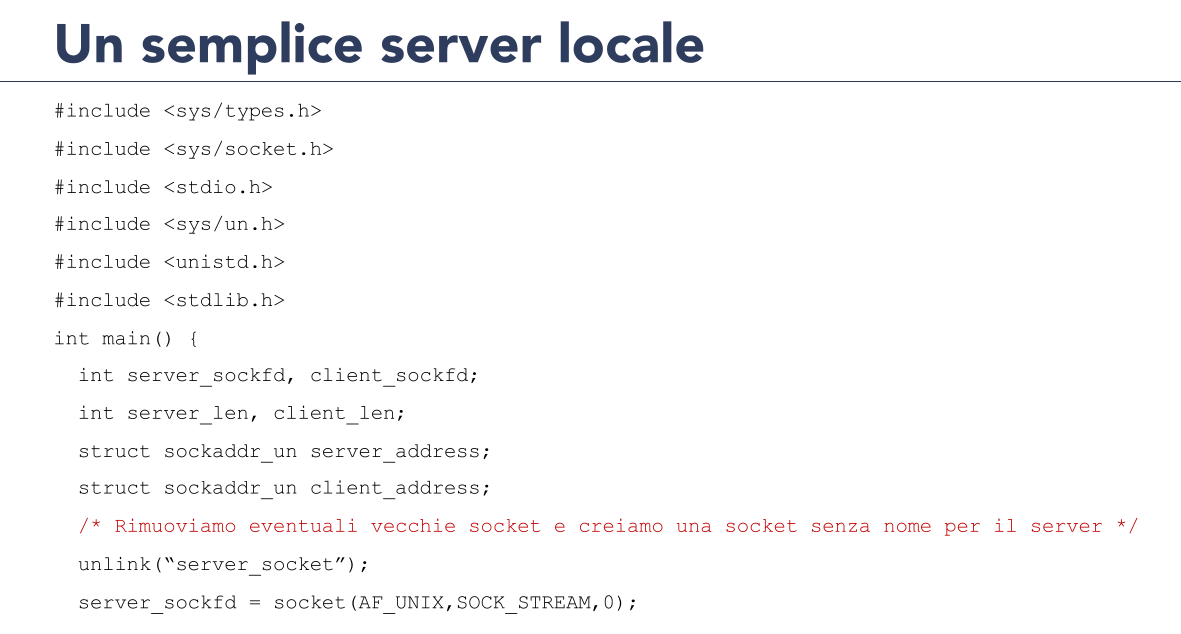 Un semplice server locale
#include <sys/types.h>
#include <sys/socket.h>
#include <stdio.h>
#include <sys/un.h>
#include <unistd.h>
#include <stdlib.h>
int main() {
int server_sockfd, client_sockfd;
int server_len, client_len;
struct sockaddr_un server_address;
struct sockaddr_un client_address;
/* Rimuoviamo eventuali vecchie socket e creiamo una socket senza nome per il server */
unlink(“server_socket”);
server_sockfd = socket(AF_UNIX,SOCK_STREAM,0);